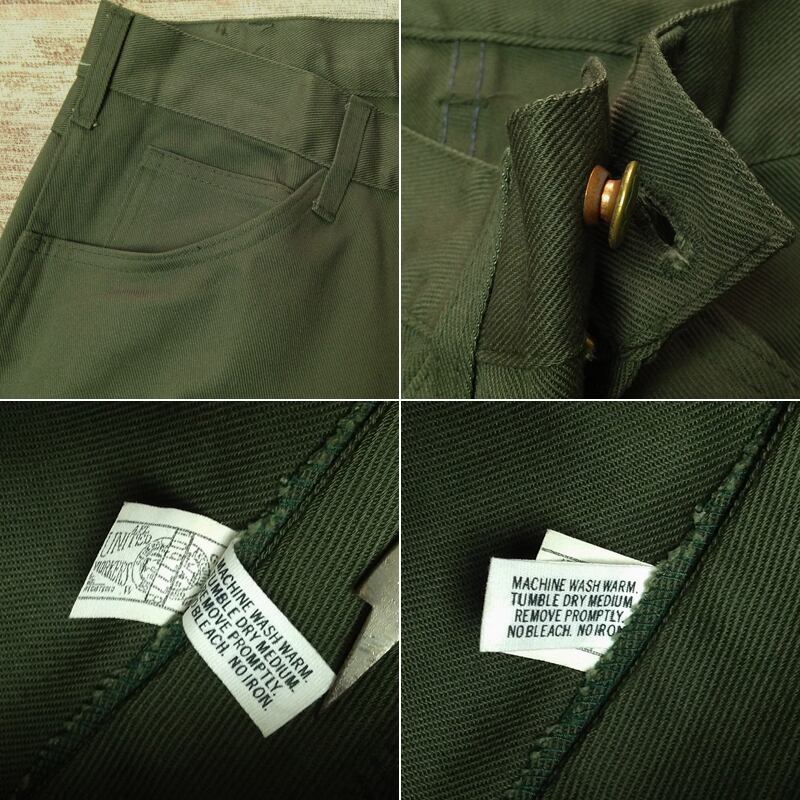 MACHINE WASH WARM.
TUMBLE DRY MEDIUM.
REMOVE PROMPTLY.
NO BLEACH. NO IRON.
MACHINE WASH WARM.
TUMBLE DRY MEDIUM.
REMOVE PROMPTLY.
NO BLEACH. NO IRON